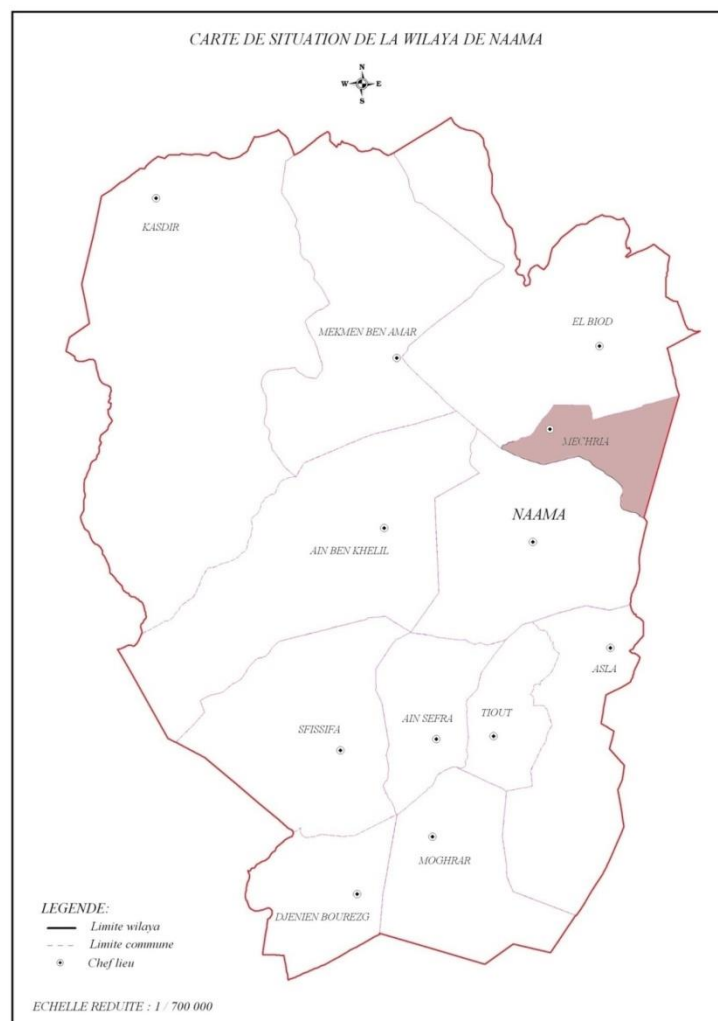 CARTE DE SITUATION DE LA WILAYA DE NAAMA
N
W E
S
KASDIR
EL BIOD
MEKMEN BEN AMAR
MECHRIA
NAAMA
AIN BEN KHELIL
ASLA
TIOUT
AIN SEFRA
SFISSIFA
MOGHRAR
DJENIEN BOUREZG
LEGENDE:
Limite wilaya
Limite commune
Chef lieu
ECHELLE REDUITE : 1 / 700 000